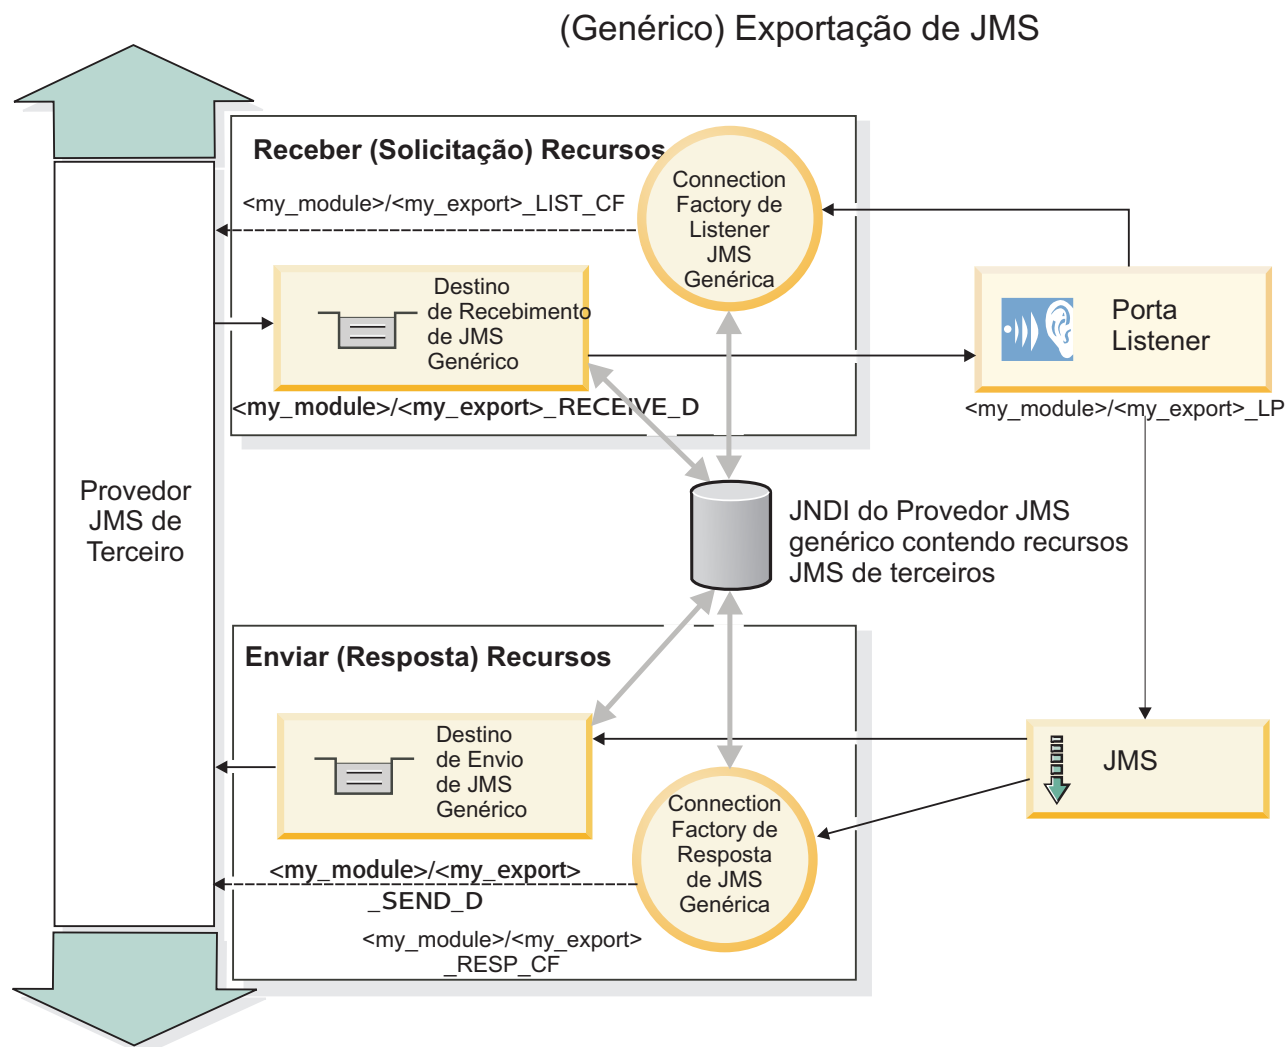 (Genérico) Exportação de JMS
Receber (Solicitação) Recursos
<my_module>/<my_export>_LIST_CF
Connection
Factory de
Listener
JMS
Genérica
Destino
de Recebimento
de JMS
Genérico
<my_module>/<my_export>_RECEIVE_D
Porta
Listener
<my_module>/<my_export>_LP
Provedor
JMS de
Terceiro
JNDI do Provedor JMS
genérico contendo recursos
JMS de terceiros
Enviar (Resposta) Recursos
Destino
de Envio
de JMS
Genérico
JMS
Connection
Factory de
Resposta
de JMS
Genérica
<my_module>/<my_export>
_SEND_D
<my_module>/<my_export>
_RESP_CF